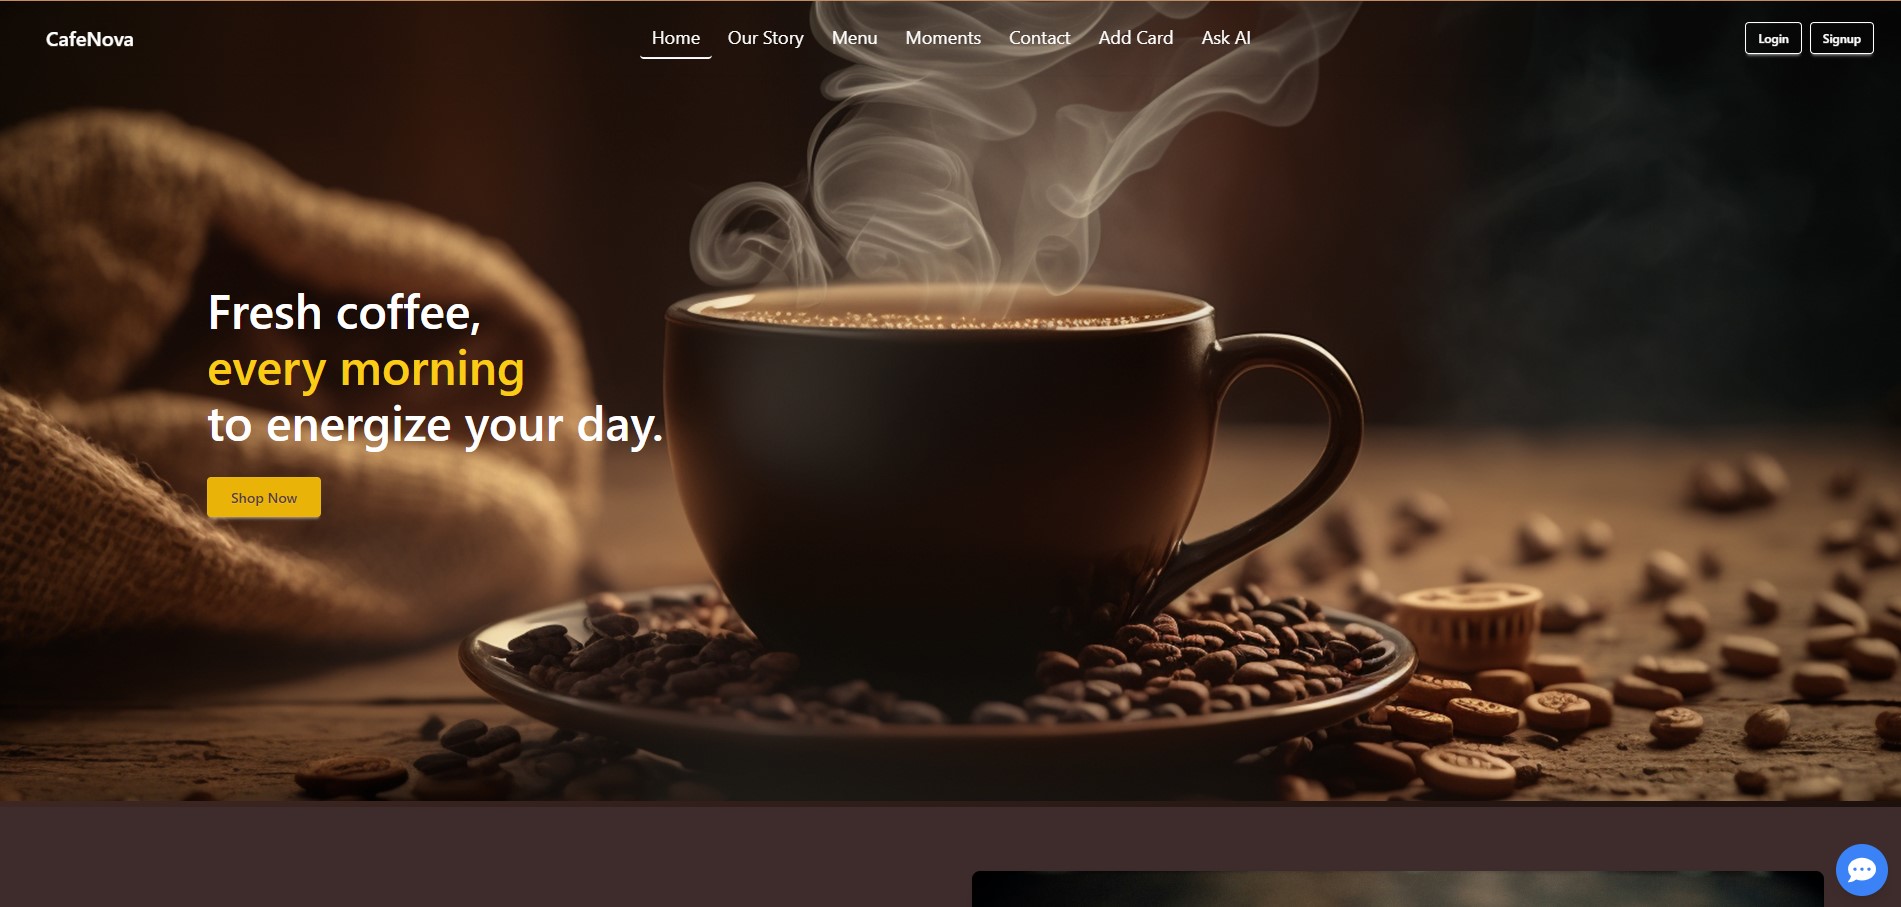 CafeNova
Home Our Story Menu Moments Contact Add Card Ask AI
Login Signup
Fresh coffee,
every morning
to energize your day.
Shop Now